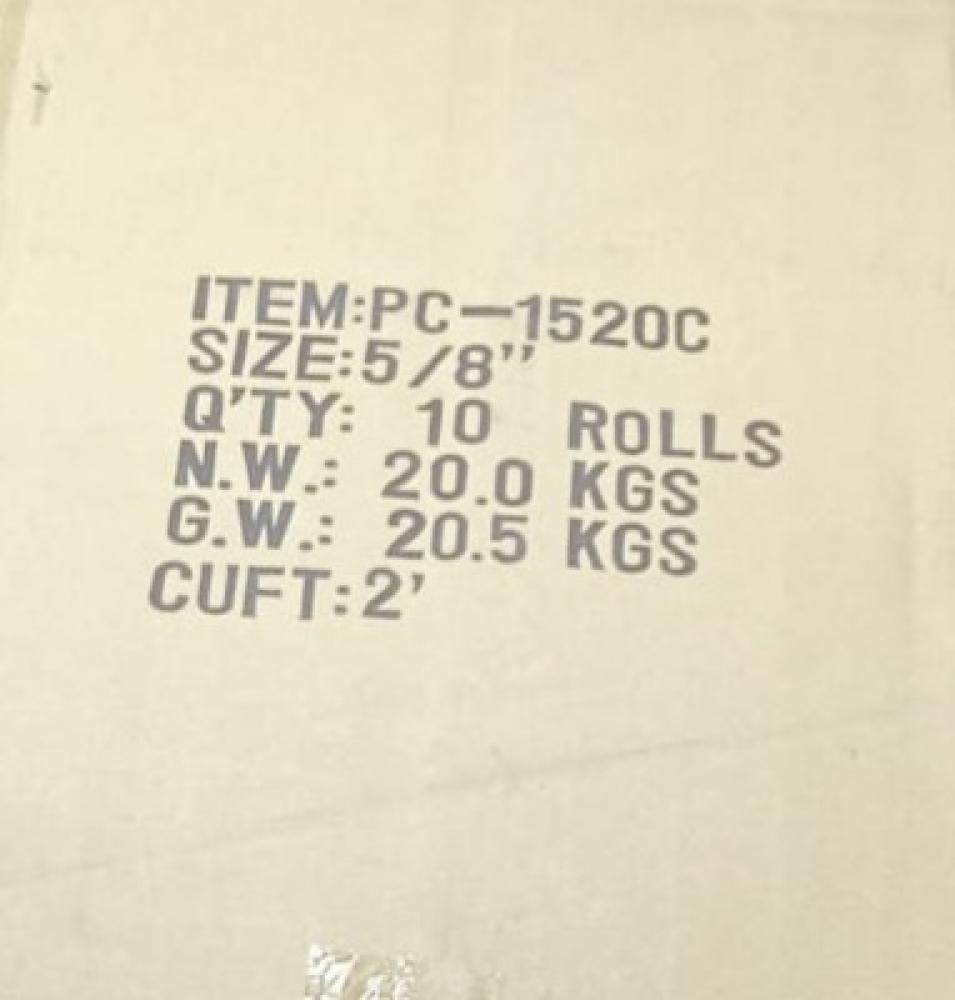 ITEM:PC-1520C
SIZE:5/8"
Q'TY: 10 ROLLS
N.W.: 20.0 KGS
G.W.: 20.5 KGS
CUFT:2'